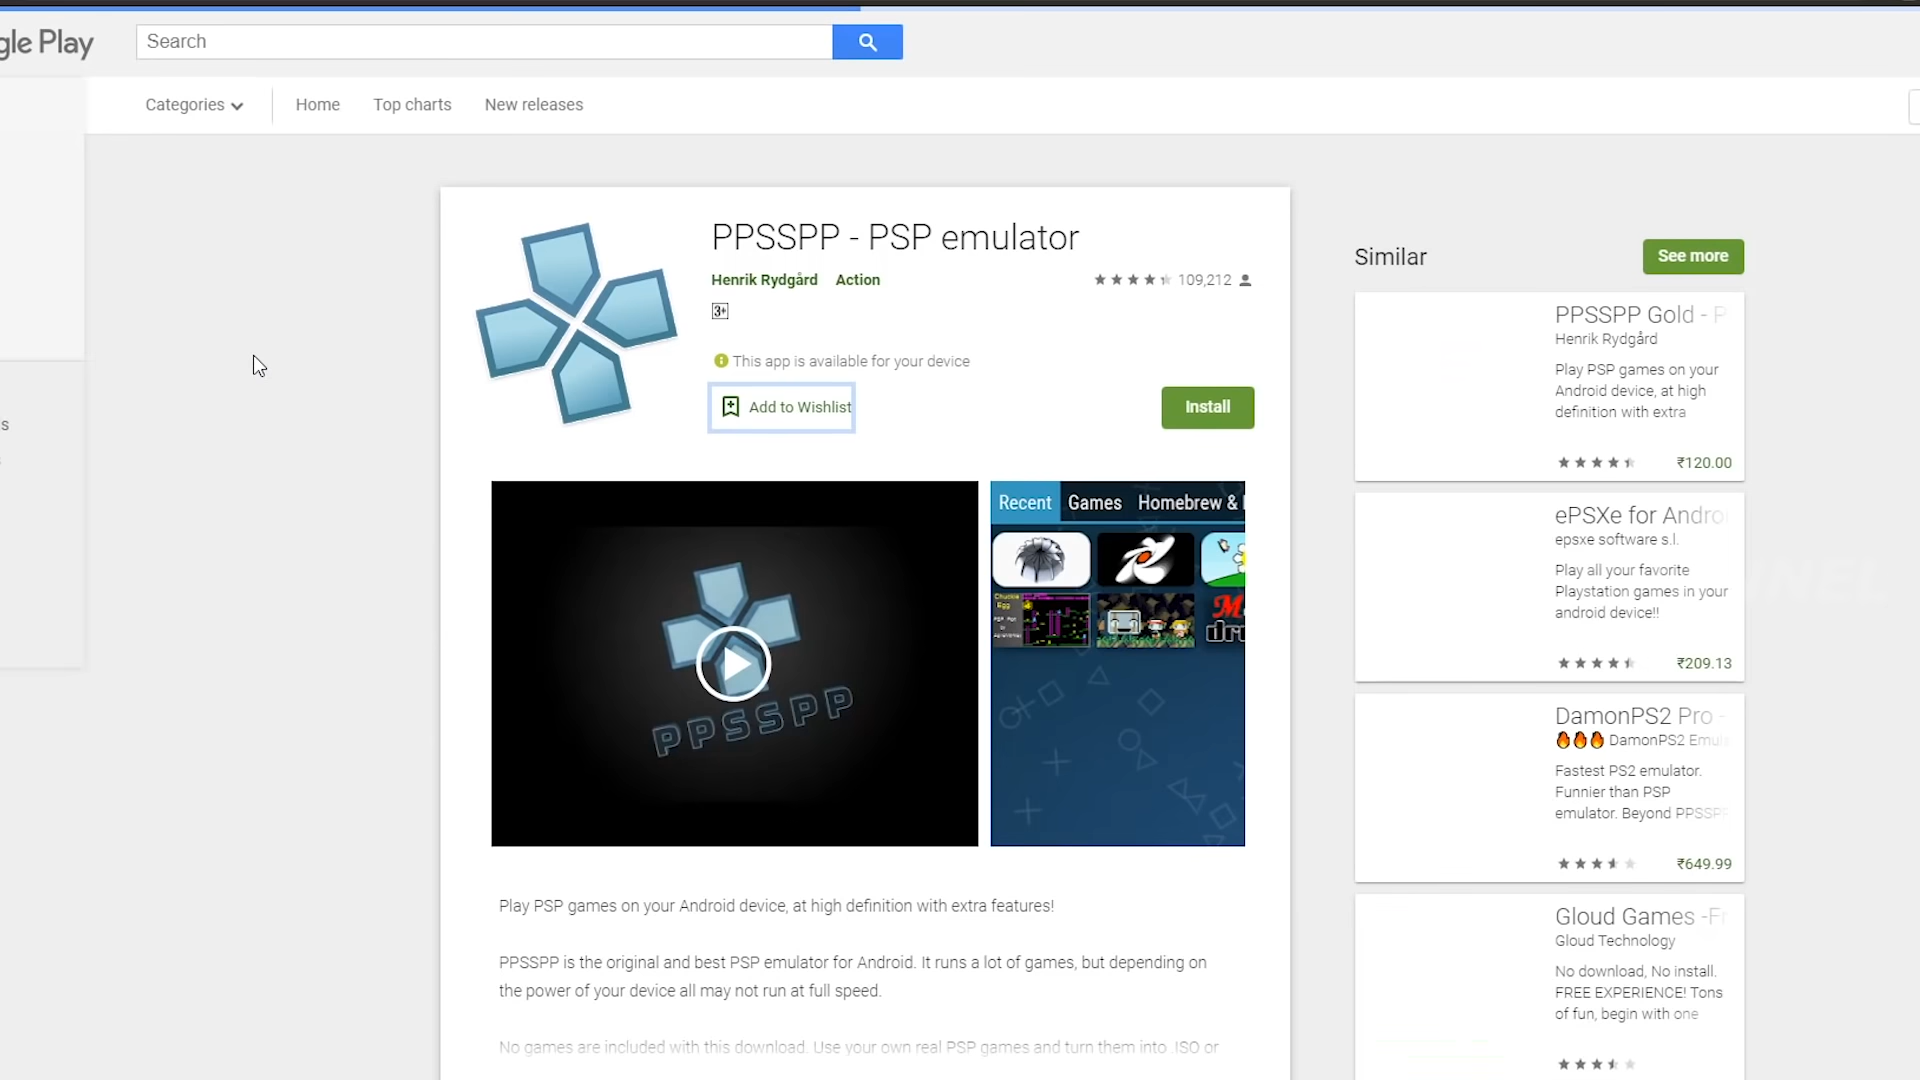 gle Play
Search
Categories
Home
Top charts
New releases
PPSSPP - PSP emulator
Henrik Rydgård
Action
109,212
3+
This app is available for your device
Add to Wishlist
Install
PPSSPP
Recent
Games
Homebrew &
Chuckie
Egg
Play PSP games on your Android device, at high definition with extra features!
PPSSPP is the original and best PSP emulator for Android. It runs a lot of games, but depending on
the power of your device all may not run at full speed.
No games are included with this download. Use your own real PSP games and turn them into .ISO or
Similar
See more
PPSSPP Gold - P
Henrik Rydgård
Play PSP games on your
Android device, at high
definition with extra
₹120.00
ePSXe for Andro
epsxe software s.l.
Play all your favorite
Playstation games in your
android device!!
₹209.13
DamonPS2 Pro -
🔥🔥🔥 DamonPS2 Emul
Fastest PS2 emulator.
Funnier than PSP
emulator. Beyond PPSSPP
₹649.99
Gloud Games -Fr
Gloud Technology
No download, No install.
FREE EXPERIENCE! Tons
of fun, begin with one
s